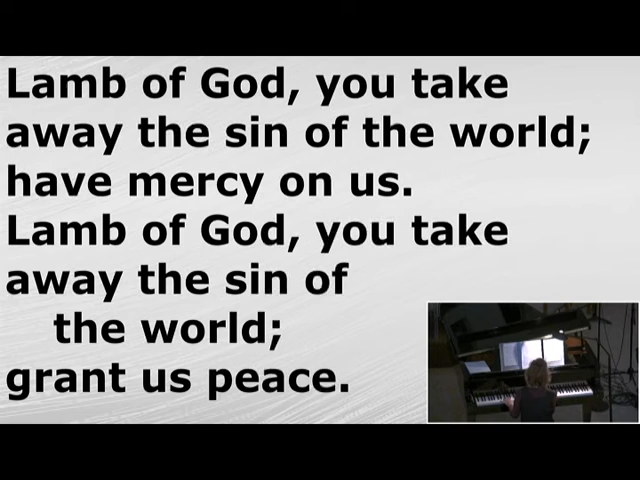 Lamb of God, you take
away the sin of the world;
have mercy on us.
Lamb of God, you take
away the sin of
the world;
grant us peace.